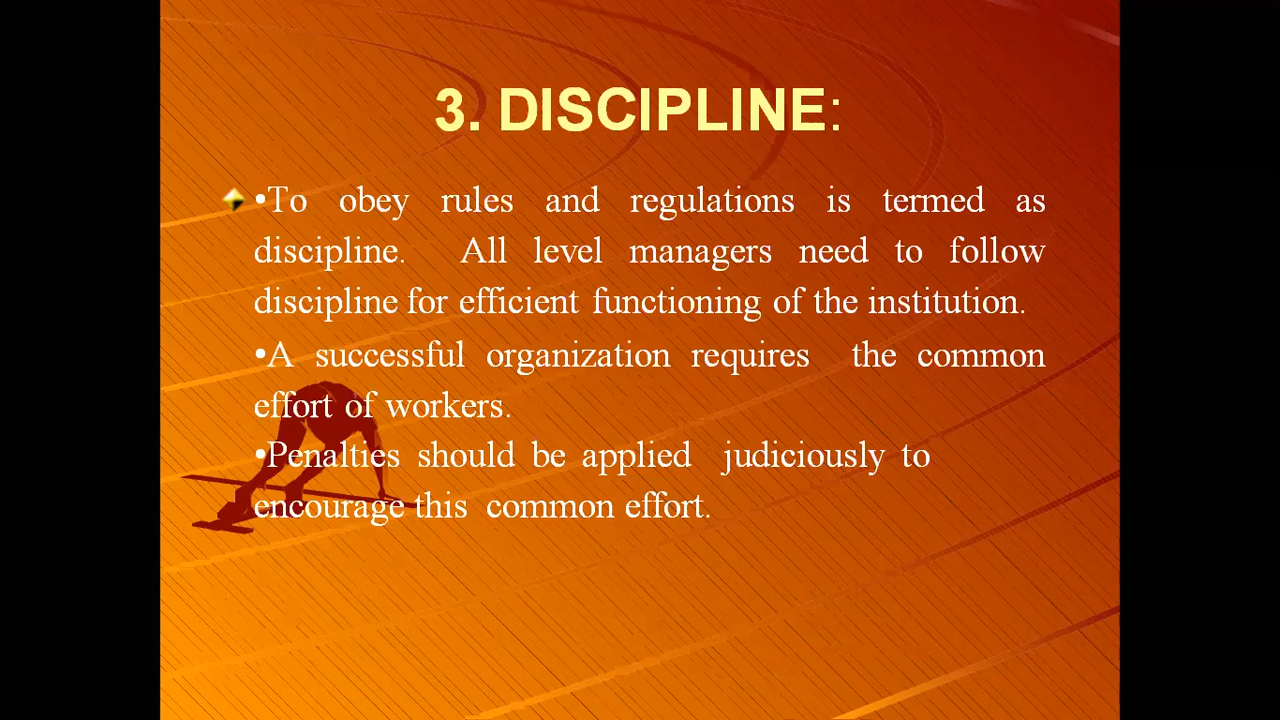 3. DISCIPLINE:
•To obey rules and regulations is termed as
discipline. All level managers need to follow
discipline for efficient functioning of the institution.
•A successful organization requires the common
effort of workers.
•Penalties should be applied judiciously to
encourage this common effort.